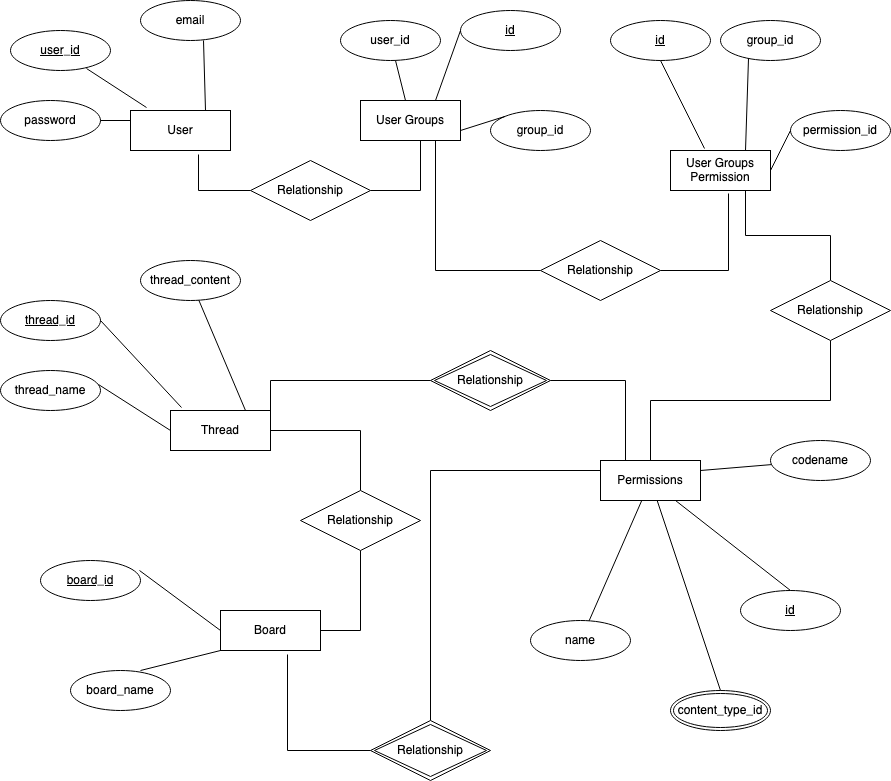 email
user_id
user_id
id
id
group_id
password
User
User Groups
group_id
permission_id
User Groups
Permission
Relationship
Relationship
thread_content
Relationship
thread_id
thread_name
Relationship
Thread
codename
Permissions
Relationship
board_id
id
Board
name
board_name
content_type_id
Relationship